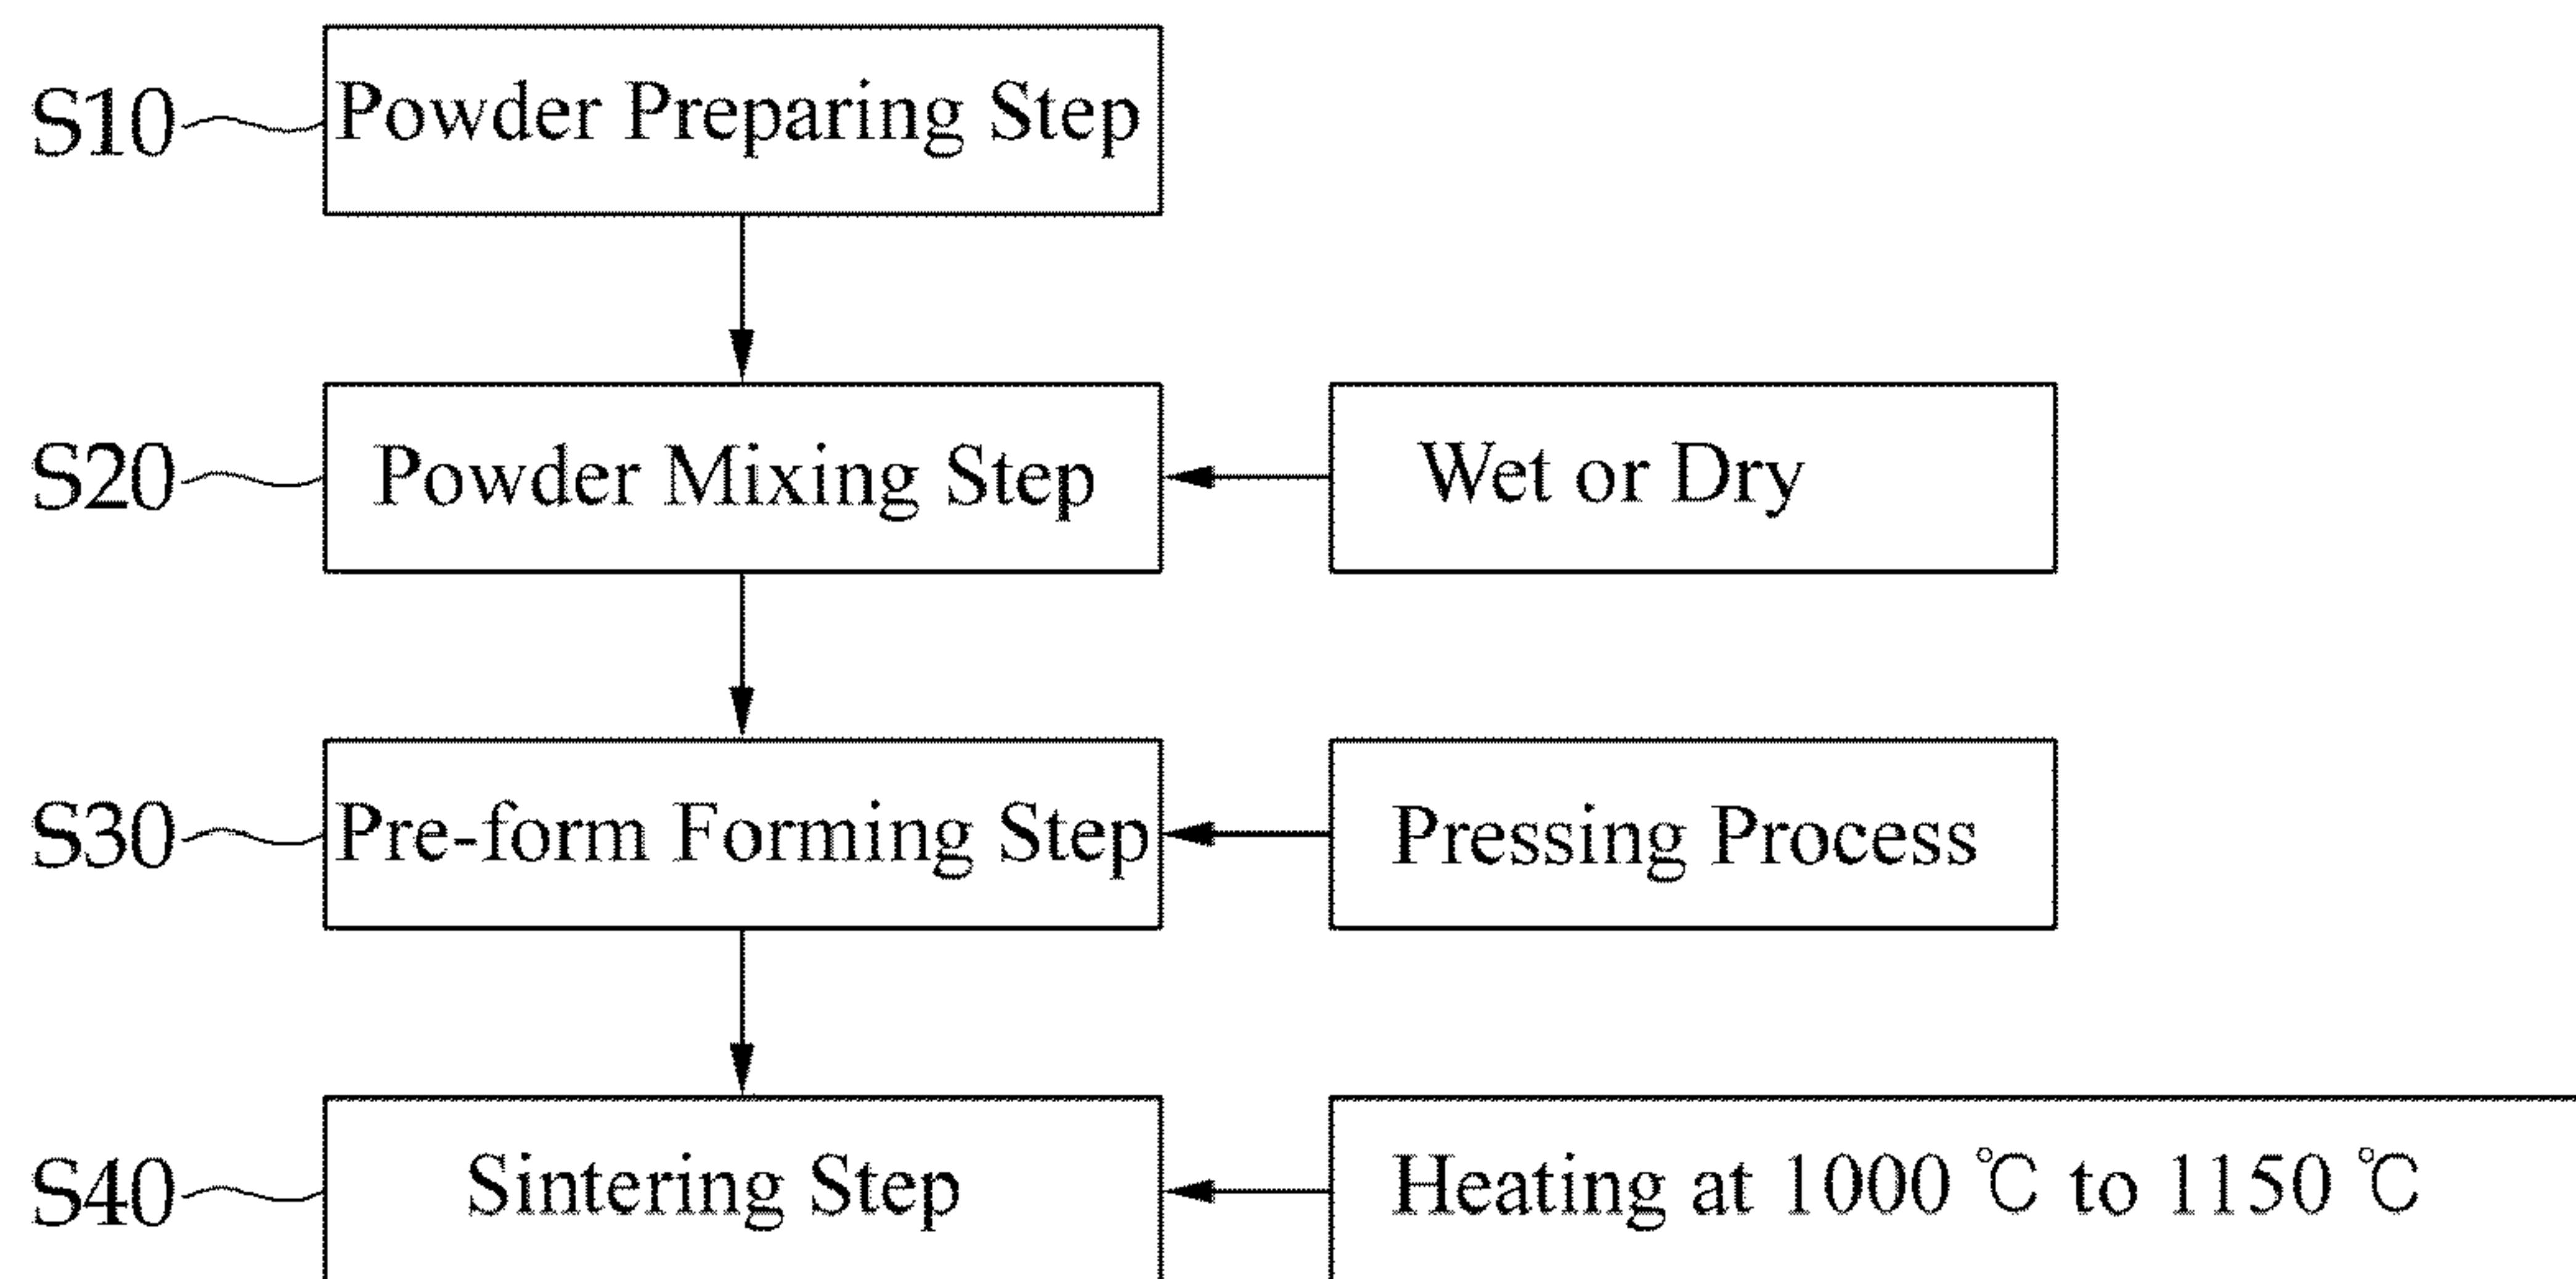 S10 Powder Preparing Step
S20 Powder Mixing Step Wet or Dry
S30 Pre-form Forming Step Pressing Process
S40 Sintering Step Heating at 1000 ℃ to 1150 ℃